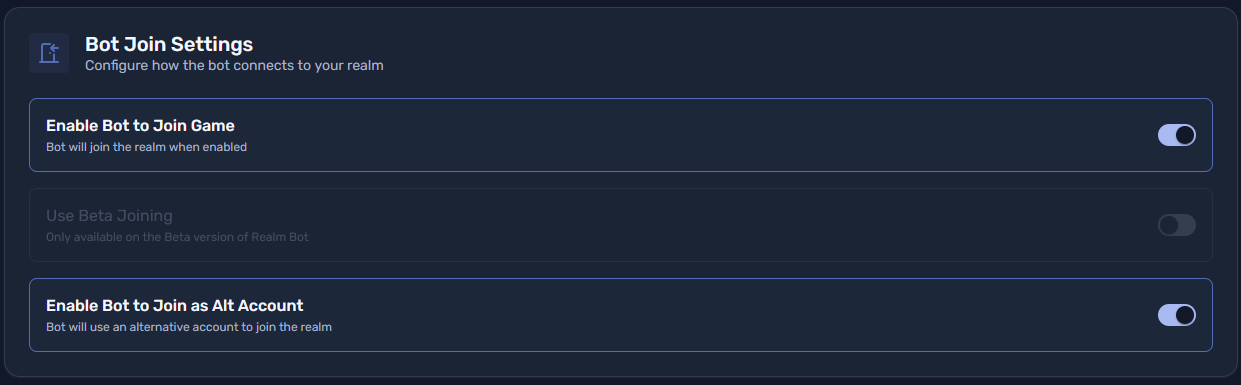 Bot Join Settings
Configure how the bot connects to your realm
Enable Bot to Join Game
Bot will join the realm when enabled
Use Beta Joining
Only available on the Beta version of Realm Bot
Enable Bot to Join as Alt Account
Bot will use an alternative account to join the realm